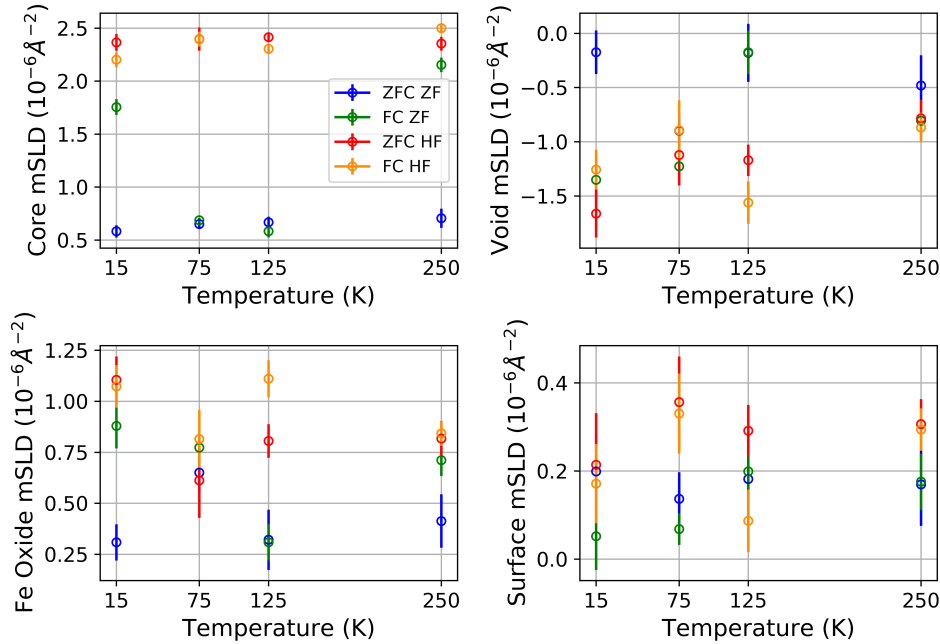 Core mSLD (10⁻⁶Å⁻²)
2.5
2.0
1.5
1.0
0.5
ZFC ZF
FC ZF
ZFC HF
FC HF
15 75 125 250
Temperature (K)
Void mSLD (10⁻⁶Å⁻²)
0.0
−0.5
−1.0
−1.5
15 75 125 250
Temperature (K)
Fe Oxide mSLD (10⁻⁶Å⁻²)
1.25
1.00
0.75
0.50
0.25
15 75 125 250
Temperature (K)
Surface mSLD (10⁻⁶Å⁻²)
0.4
0.2
0.0
15 75 125 250
Temperature (K)